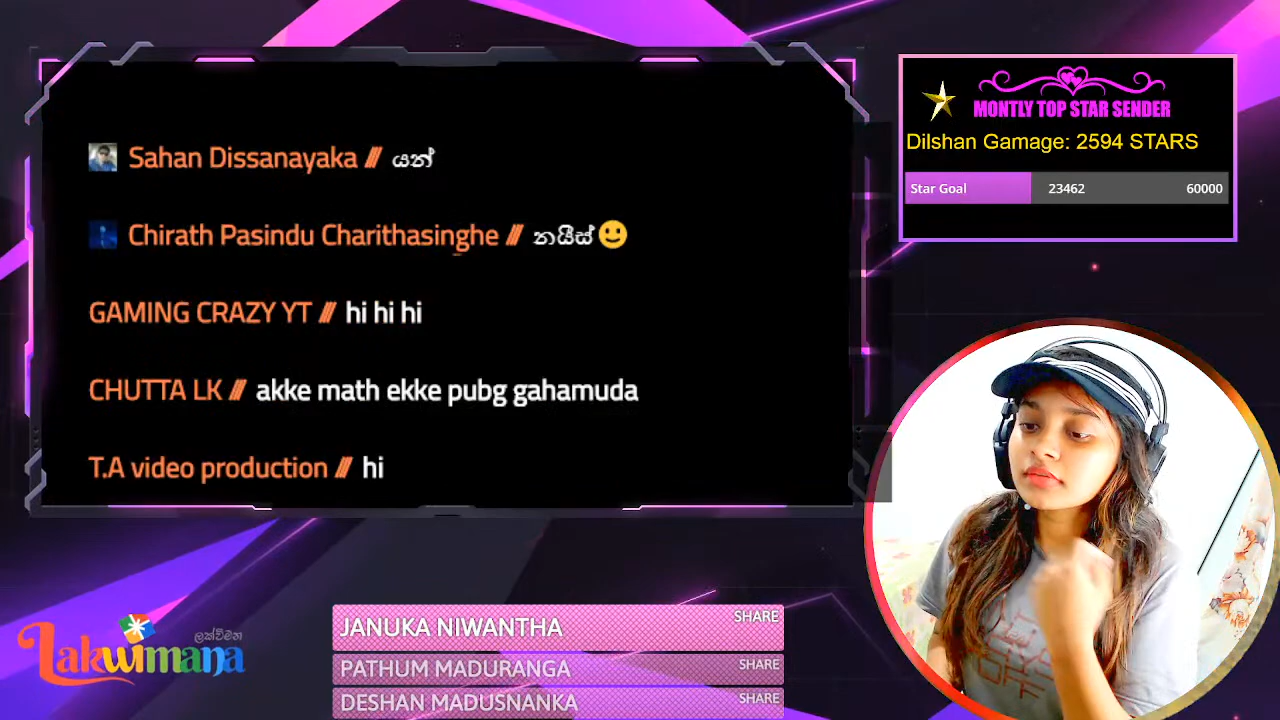 Sahan Dissanayaka /// යන්
Chirath Pasindu Charithasinghe /// නයීස්🙂
GAMING CRAZY YT /// hi hi hi
CHUTTA LK /// akke math ekke pubg gahamuda
T.A video production /// hi
MONTLY TOP STAR SENDER
Dilshan Gamage: 2594 STARS
Star Goal 23462 60000
ලක්විමන
Lakwimana
JANUKA NIWANTHA SHARE
PATHUM MADURANGA SHARE
DESHAN MADUSNANKA SHARE